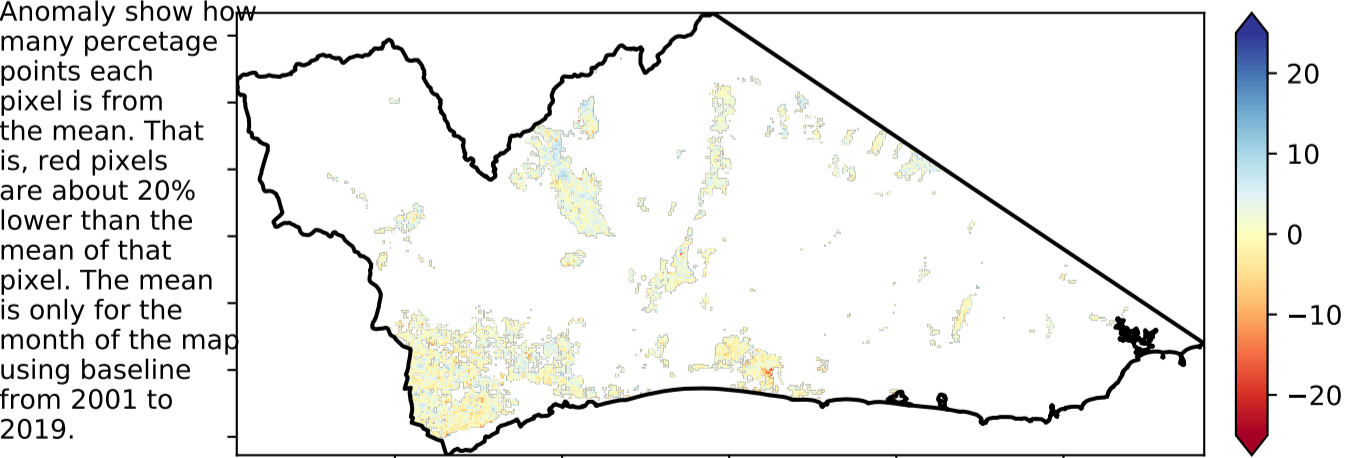 Anomaly show how
many percetage
points each
pixel is from
the mean. That
is, red pixels
are about 20%
lower than the
mean of that
pixel. The mean
is only for the
month of the map
using baseline
from 2001 to
2019.
20
10
0
−10
−20